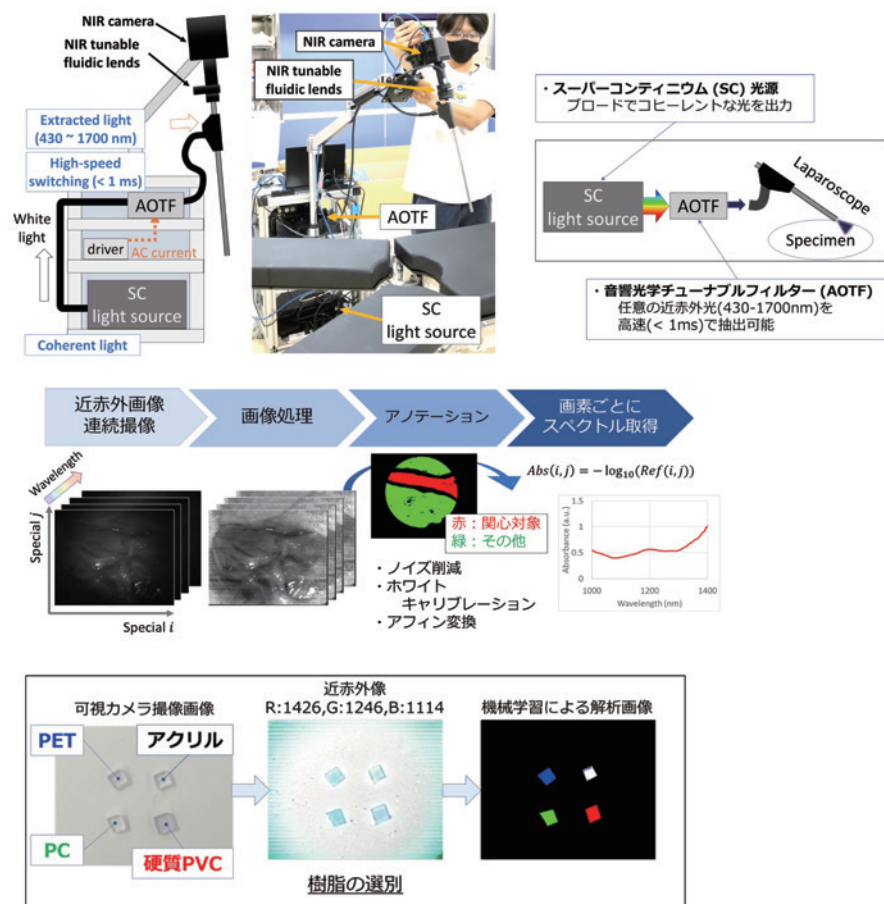 NIR camera
NIR tunable
fluidic lends
Extracted light
(430 ~ 1700 nm)
High-speed
switching (< 1 ms)
AOTF
White
light
driver
AC current
SC
light source
Coherent light
NIR camera
NIR tunable
fluidic lends
AOTF
SC
light source
・スーパーコンティニウム (SC) 光源
ブロードでコヒーレントな光を出力
SC
light source
AOTF
Laparoscope
Specimen
・音響光学チューナブルフィルター (AOTF)
任意の近赤外光(430-1700nm)を
高速(< 1ms)で抽出可能
近赤外画像
連続撮像
画像処理
アノテーション
画素ごとに
スペクトル取得
Wavelength
Special j
Special i
赤：関心対象
緑：その他
・ノイズ削減
・ホワイト
キャリブレーション
・アフィン変換
Abs(i,j) = −log₁₀(Ref(i,j))
Absorbance (a.u.)
1.5
1
0.5
0
1000
1200
1400
Wavelength (nm)
可視カメラ撮像画像
PET
アクリル
PC
硬質PVC
近赤外像
R:1426,G:1246,B:1114
機械学習による解析画像
樹脂の選別